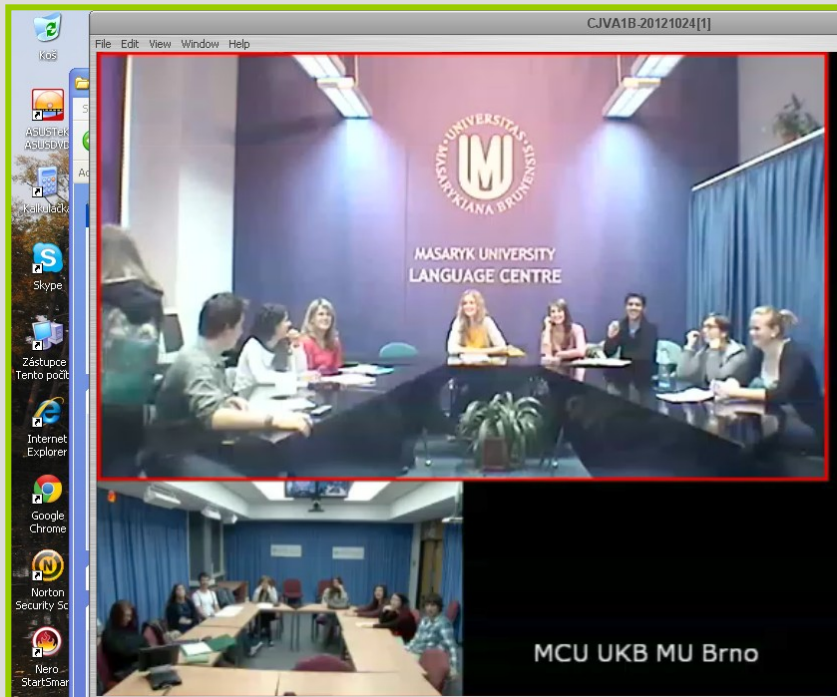 CJVA1B-20121024[1]
File Edit View Window Help
Koš
ASUSTeK
ASUSDVD
Kalkulačka
Skype
Zástupce
Tento počít
Internet
Explorer
Google
Chrome
Norton
Security Sc
Nero
StartSmar
UNIVERSITAS MASARYKIANA BRUNENSIS
MU
MASARYK UNIVERSITY
LANGUAGE CENTRE
MCU UKB MU Brno